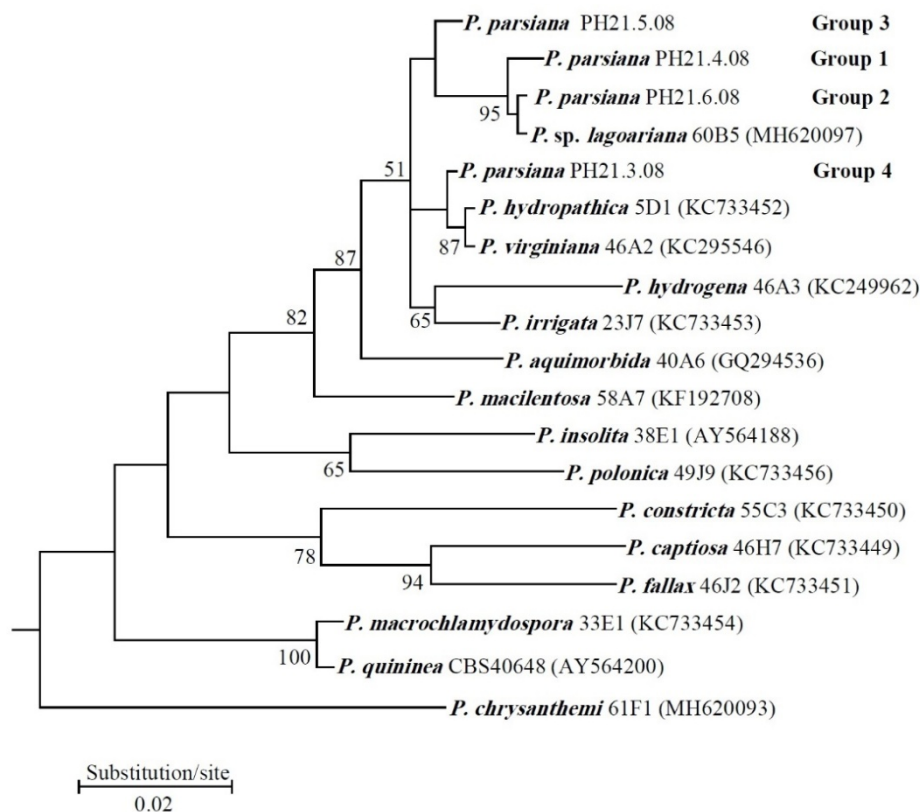 P. parsiana PH21.5.08 Group 3
P. parsiana PH21.4.08 Group 1
P. parsiana PH21.6.08 Group 2
95
P. sp. lagoariana 60B5 (MH620097)
51
P. parsiana PH21.3.08 Group 4
P. hydropathica 5D1 (KC733452)
87
P. virginiana 46A2 (KC295546)
87
P. hydrogena 46A3 (KC249962)
82
65
P. irrigata 23J7 (KC733453)
P. aquimorbida 40A6 (GQ294536)
P. macilentosa 58A7 (KF192708)
P. insolita 38E1 (AY564188)
65
P. polonica 49J9 (KC733456)
P. constricta 55C3 (KC733450)
78
P. captiosa 46H7 (KC733449)
94
P. fallax 46J2 (KC733451)
P. macrochlamydospora 33E1 (KC733454)
100
P. quininea CBS40648 (AY564200)
P. chrysanthemi 61F1 (MH620093)
Substitution/site
0.02